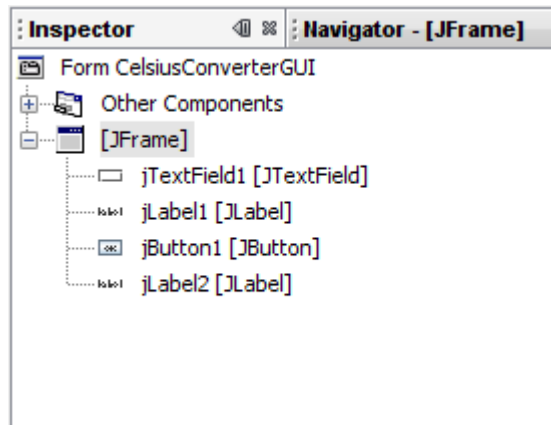 Inspector
Navigator - [JFrame]
Form CelsiusConverterGUI
Other Components
[JFrame]
jTextField1 [JTextField]
jLabel1 [JLabel]
jButton1 [JButton]
jLabel2 [JLabel]